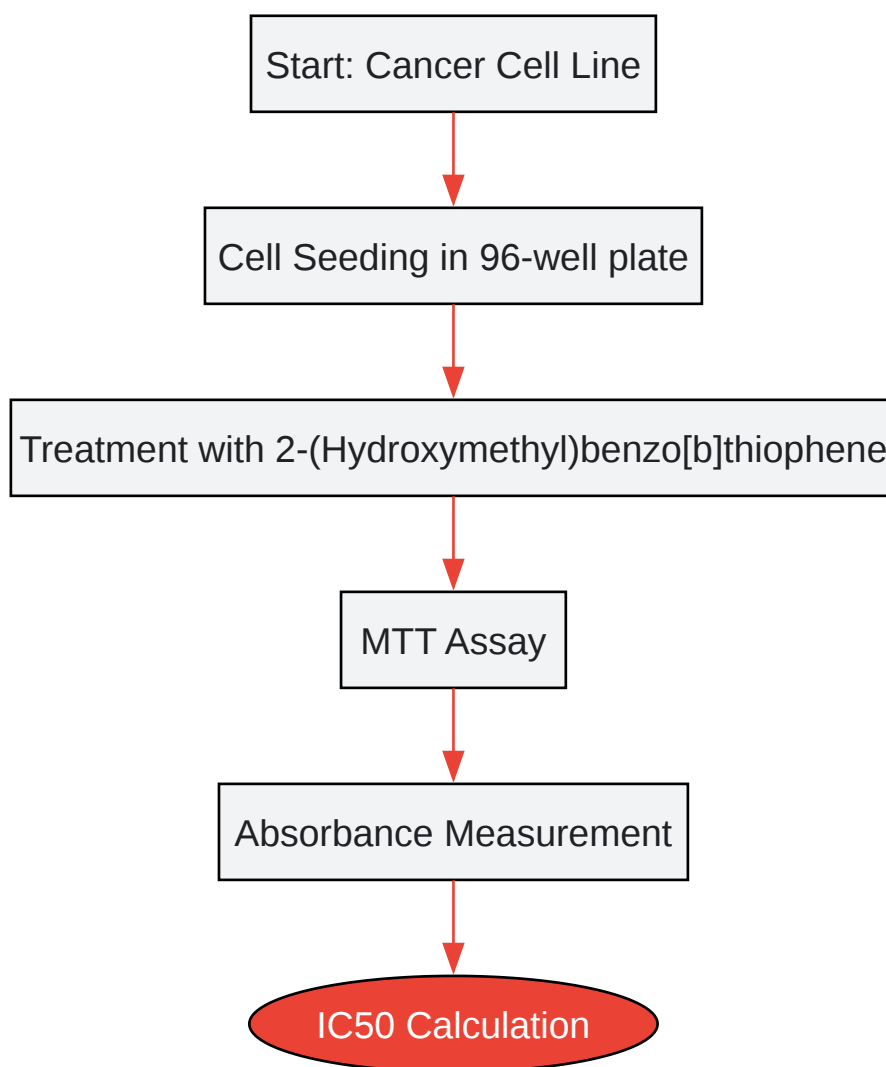 Start: Cancer Cell Line
Cell Seeding in 96-well plate
Treatment with 2-(Hydroxymethyl)benzo[b]thiophene
MTT Assay
Absorbance Measurement
IC50 Calculation